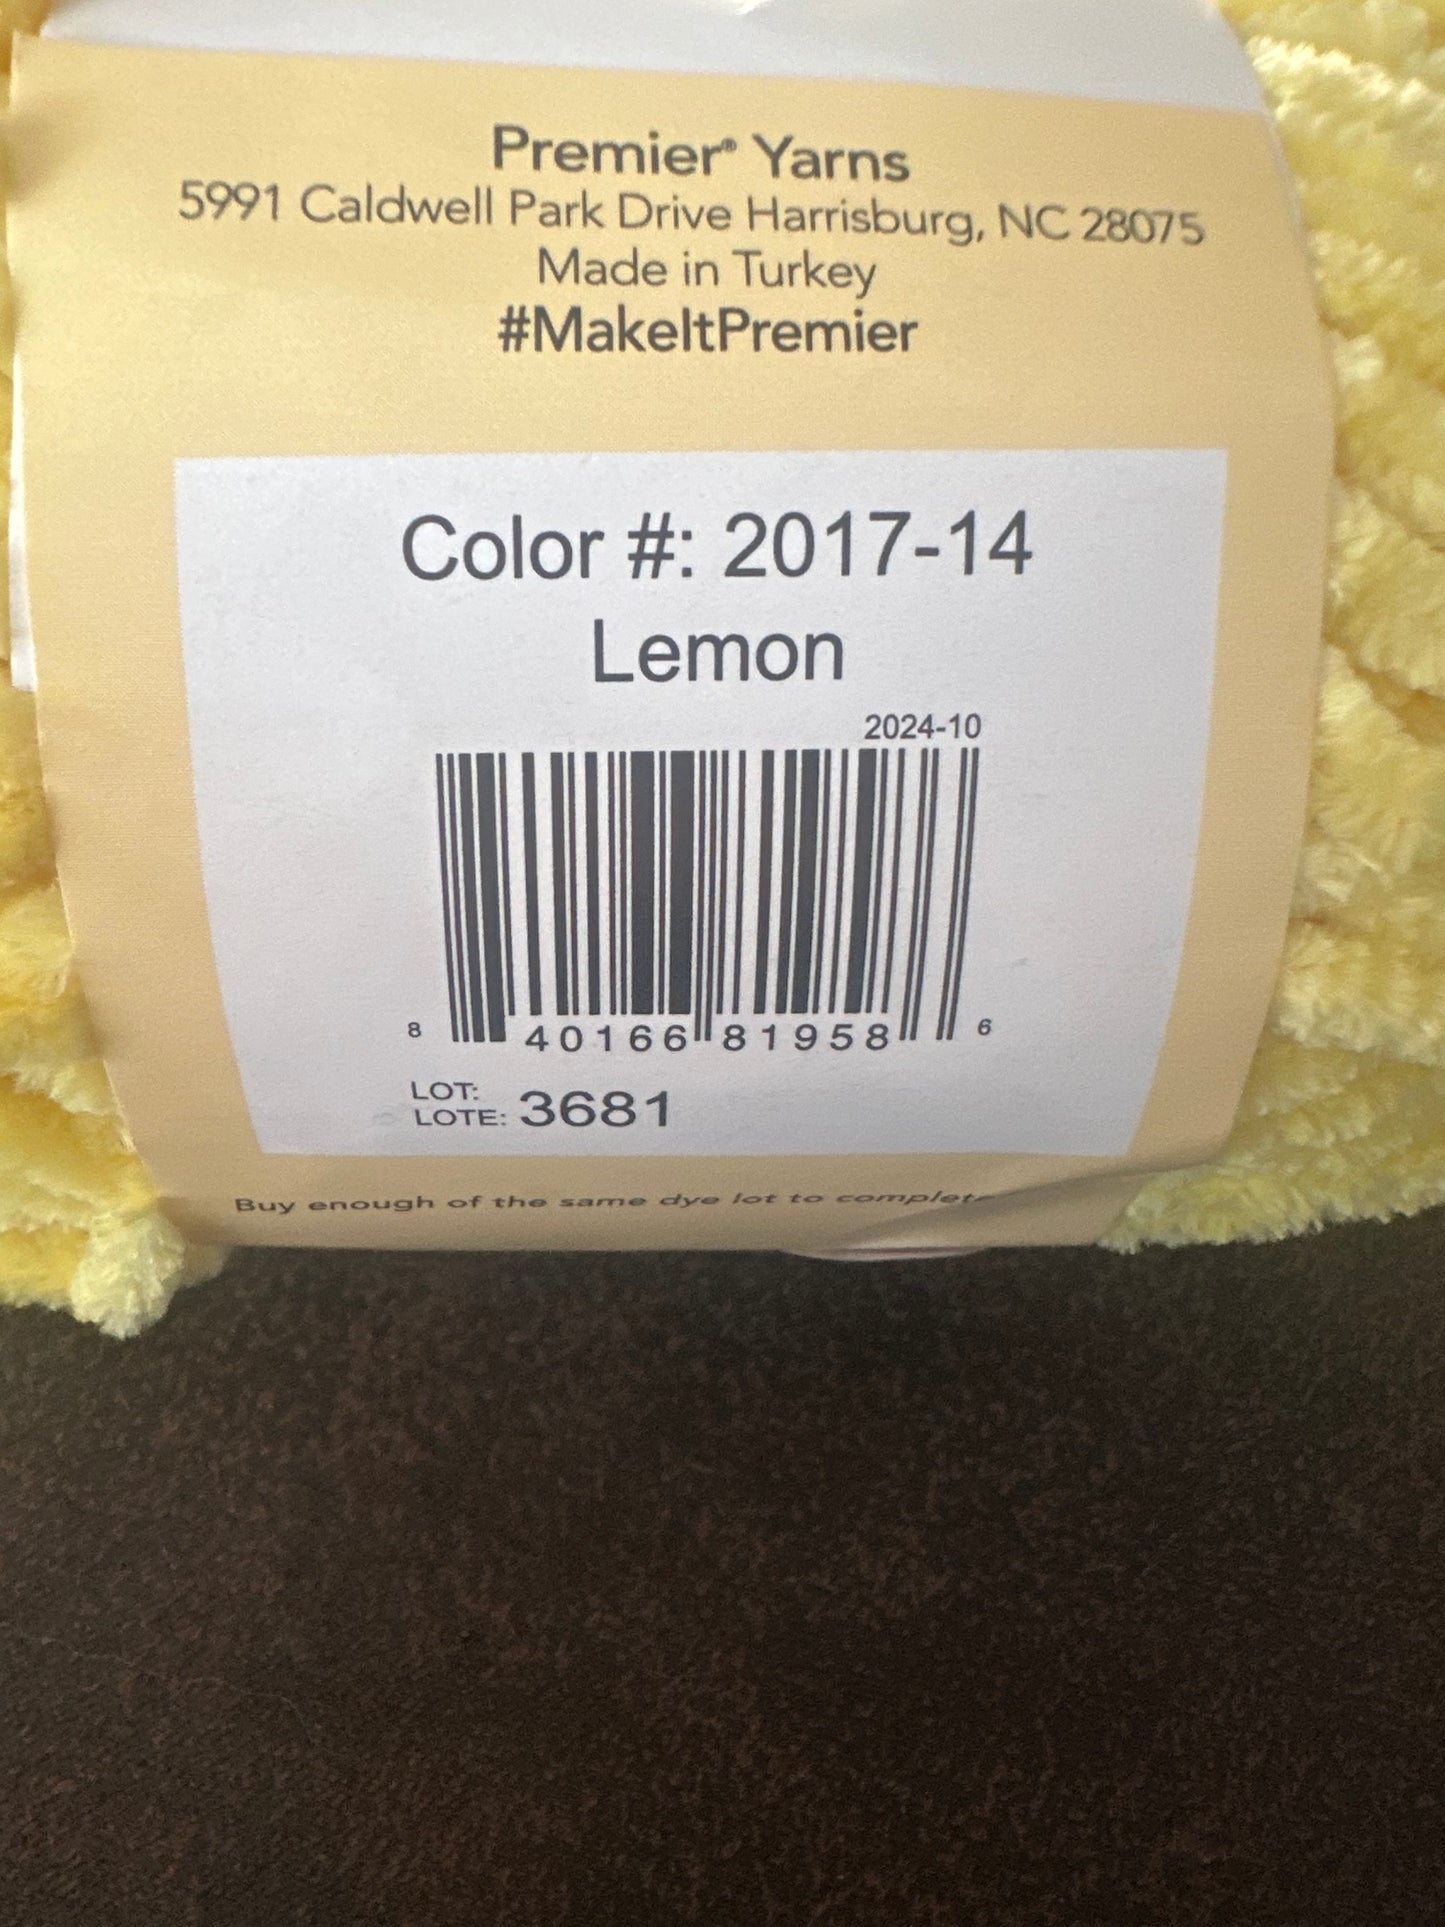 Premier® Yarns
5991 Caldwell Park Drive Harrisburg, NC 28075
Made in Turkey
#MakeItPremier
Color #: 2017-14
Lemon
2024-10
8 40166 81958 6
LOT:
LOTE: 3681
Buy enough of the same dye lot to complete